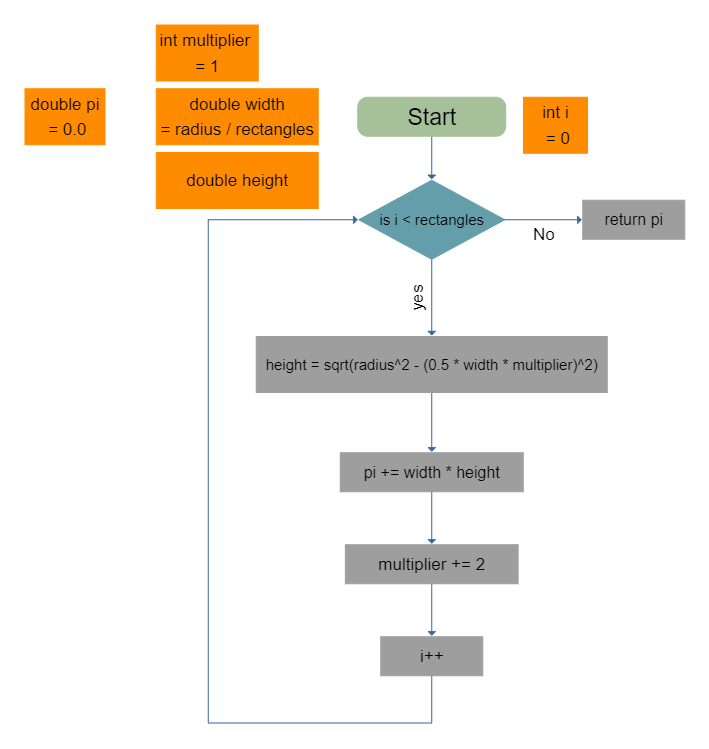 int multiplier
= 1
double pi
= 0.0
double width
= radius / rectangles
Start
int i
= 0
double height
is i < rectangles
return pi
No
yes
height = sqrt(radius^2 - (0.5 * width * multiplier)^2)
pi += width * height
multiplier += 2
i++